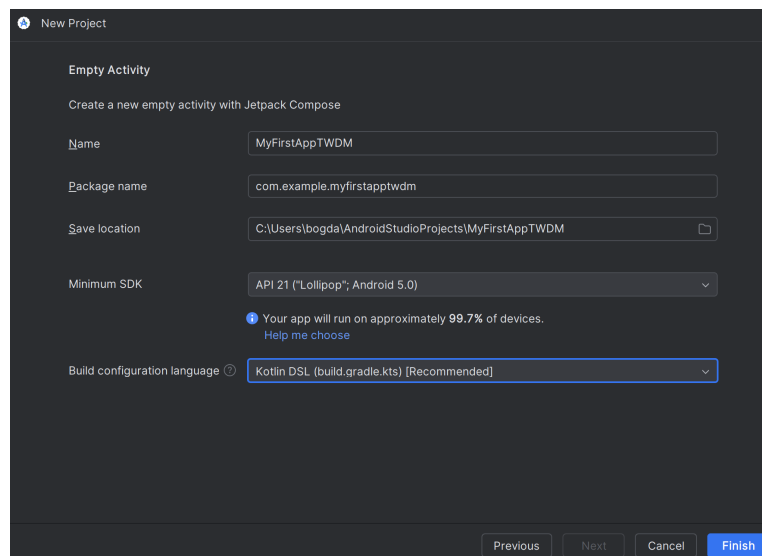 New Project
Empty Activity
Create a new empty activity with Jetpack Compose
Name MyFirstAppTWDM
Package name com.example.myfirstapptwdm
Save location C:\Users\bogda\AndroidStudioProjects\MyFirstAppTWDM
Minimum SDK API 21 ("Lollipop"; Android 5.0)
Your app will run on approximately 99.7% of devices.
Help me choose
Build configuration language ? Kotlin DSL (build.gradle.kts) [Recommended]
Previous Next Cancel Finish